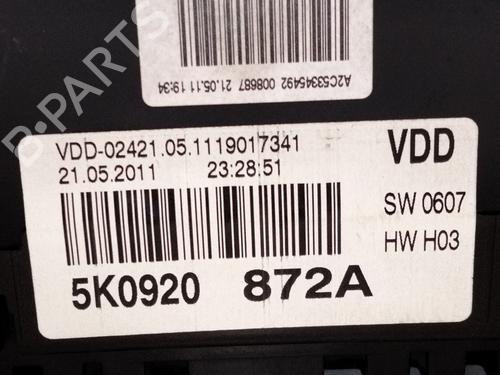 A2C53345492 008687 21.05.11 19:34
B-PARTS
VDD-02421.05.1119017341
VDD
21.05.2011 23:28:51
SW 0607
HW H03
5K0920 872A